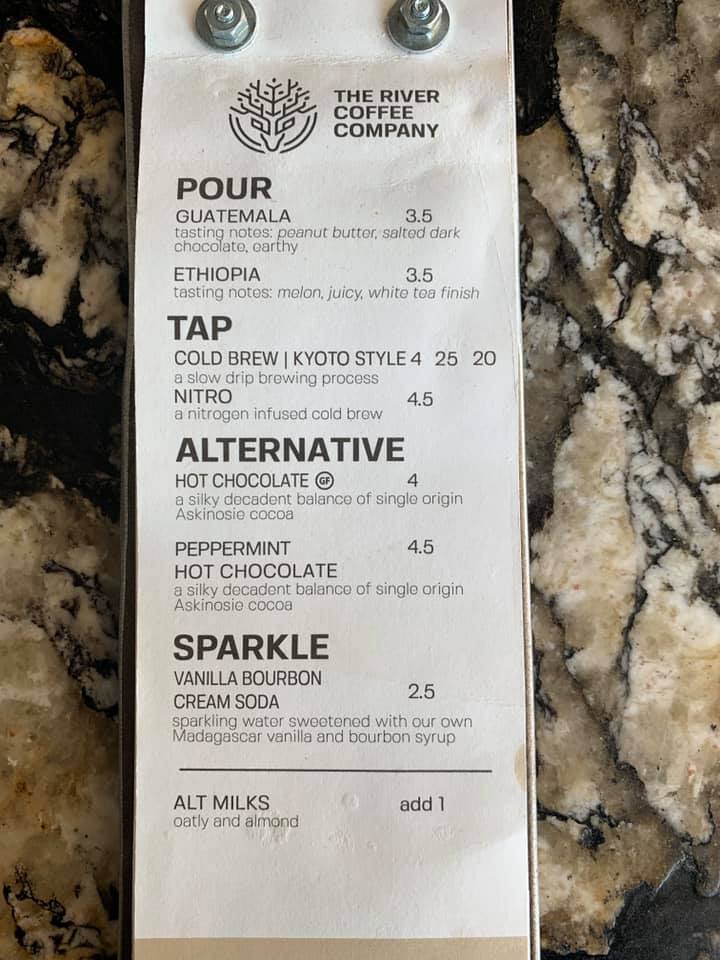 THE RIVER
COFFEE
COMPANY
POUR
GUATEMALA 3.5
tasting notes: peanut butter, salted dark
chocolate, earthy
ETHIOPIA 3.5
tasting notes: melon, juicy, white tea finish
TAP
COLD BREW | KYOTO STYLE 4 25 20
a slow drip brewing process
NITRO 4.5
a nitrogen infused cold brew
ALTERNATIVE
HOT CHOCOLATE GF 4
a silky decadent balance of single origin
Askinosie cocoa
PEPPERMINT 4.5
HOT CHOCOLATE
a silky decadent balance of single origin
Askinosie cocoa
SPARKLE
VANILLA BOURBON
CREAM SODA 2.5
sparkling water sweetened with our own
Madagascar vanilla and bourbon syrup
ALT MILKS add 1
oatly and almond